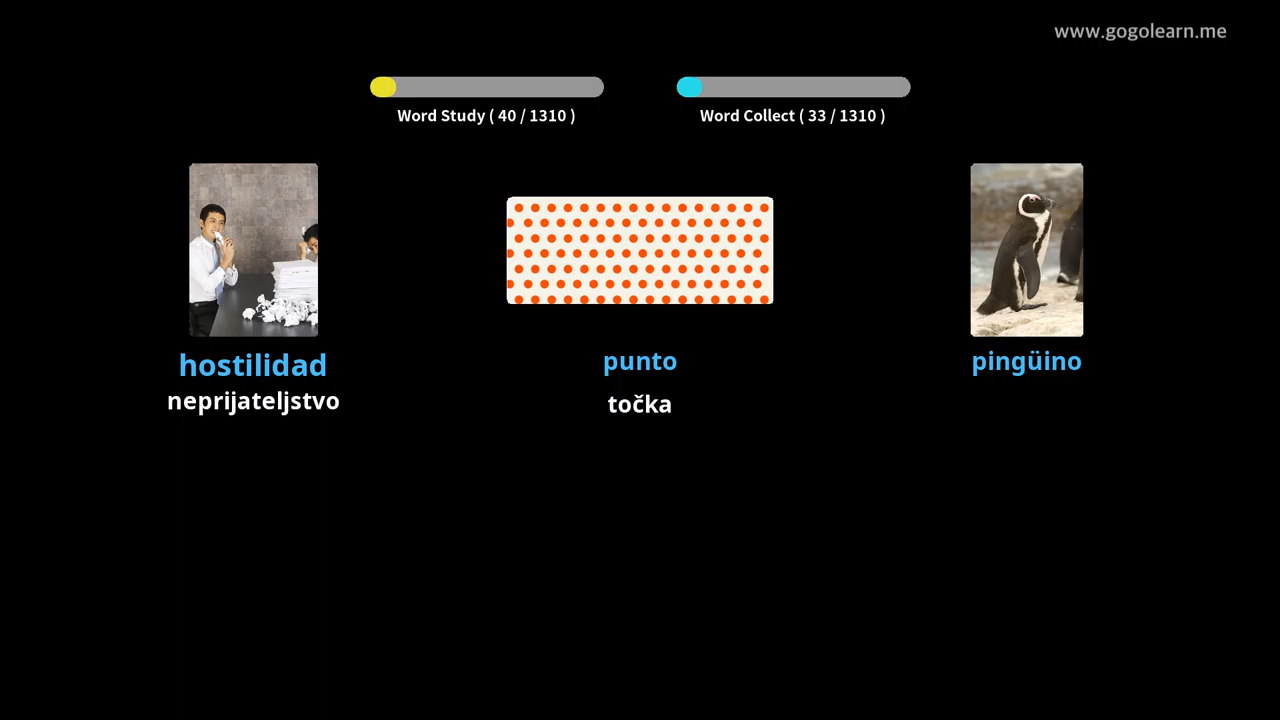 www.gogolearn.me
Word Study ( 40 / 1310 )
Word Collect ( 33 / 1310 )
hostilidad
neprijateljstvo
punto
točka
pingüino